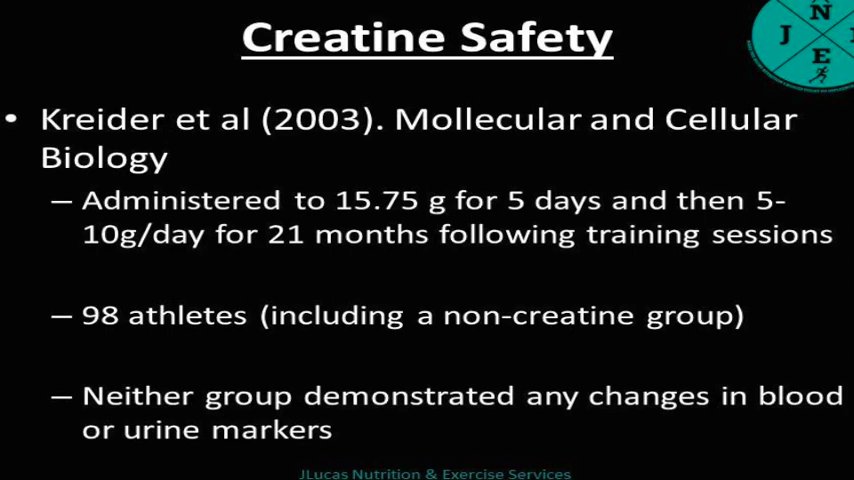 Creatine Safety
N
J
E
• Kreider et al (2003). Mollecular and Cellular
Biology
– Administered to 15.75 g for 5 days and then 5-
10g/day for 21 months following training sessions
– 98 athletes (including a non-creatine group)
– Neither group demonstrated any changes in blood
or urine markers
JLucas Nutrition & Exercise Services